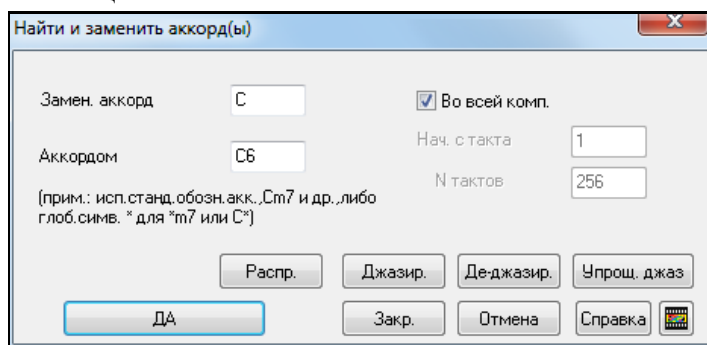 Найти и заменить аккорд(ы)
Замен. аккорд C Во всей комп.
Нач. с такта 1
Аккордом C6
N тактов 256
(прим.: исп.станд.обозн.акк.,Cm7 и др.,либо
глоб.симв. * для *m7 или C*)
Распр. Джазир. Де-джазир. Упрощ. джаз
ДА Закр. Отмена Справка